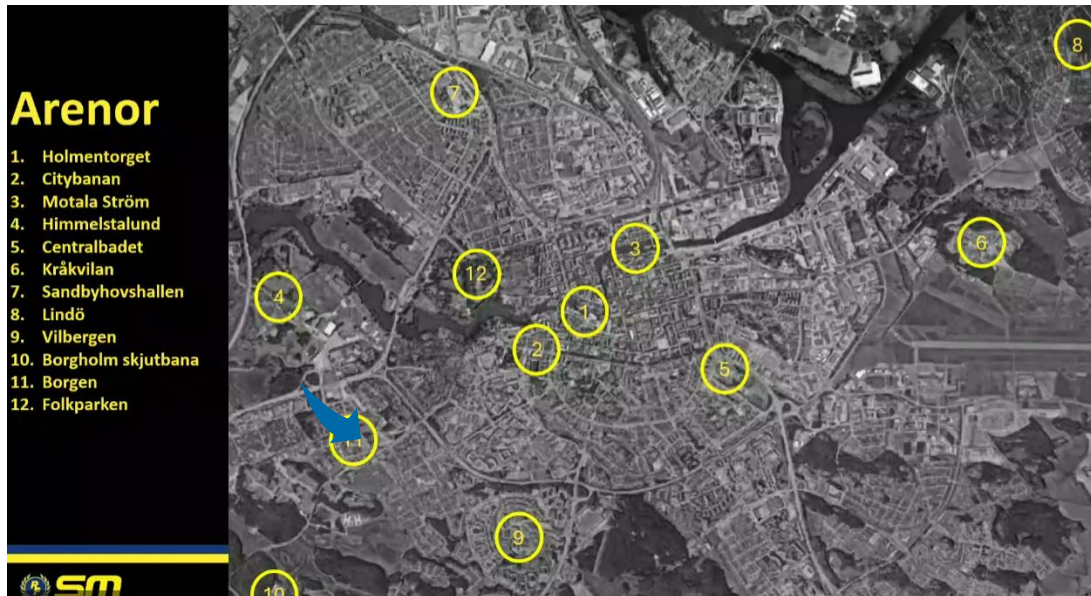 Arenor
1. Holmentorget
2. Citybanan
3. Motala Ström
4. Himmelstalund
5. Centralbadet
6. Kråkvilan
7. Sandbyhovshallen
8. Lindö
9. Vilbergen
10. Borgholm skjutbana
11. Borgen
12. Folkparken
SM
8
7
6
3
12
4
1
2
5
11
9
10